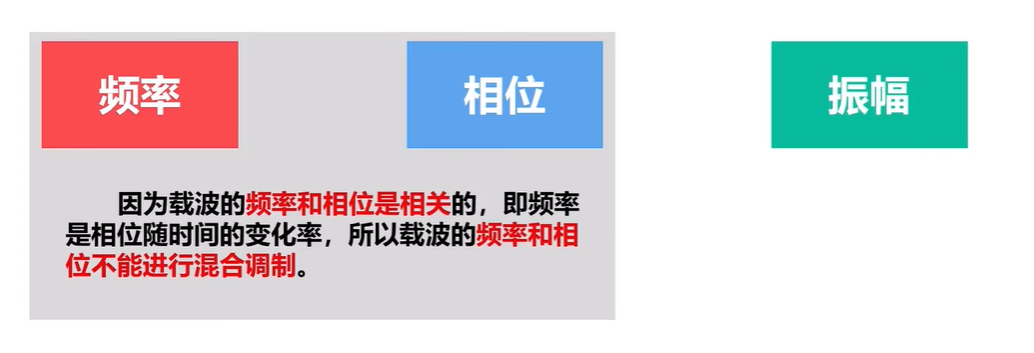 频率
相位
振幅
因为载波的频率和相位是相关的，即频率
是相位随时间的变化率，所以载波的频率和相
位不能进行混合调制。